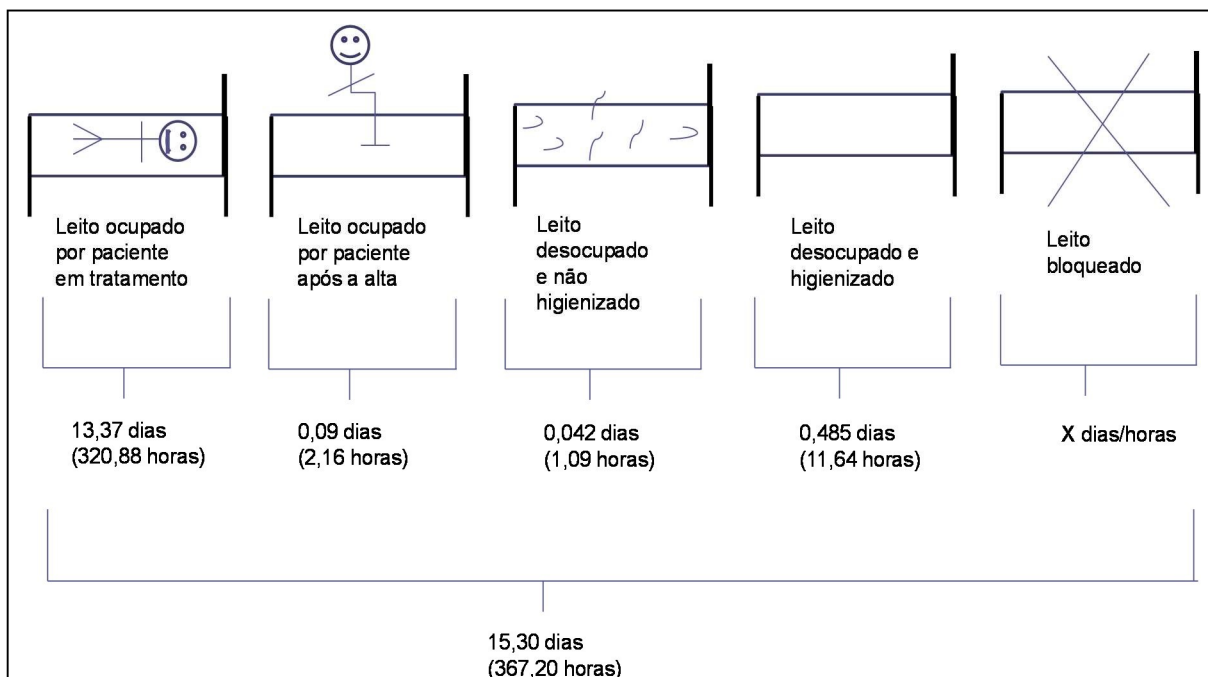 Leito ocupado
por paciente
em tratamento
Leito ocupado
por paciente
após a alta
Leito
desocupado
e não
higienizado
Leito
desocupado e
higienizado
Leito
bloqueado
13,37 dias
(320,88 horas)
0,09 dias
(2,16 horas)
0,042 dias
(1,09 horas)
0,485 dias
(11,64 horas)
X dias/horas
15,30 dias
(367,20 horas)